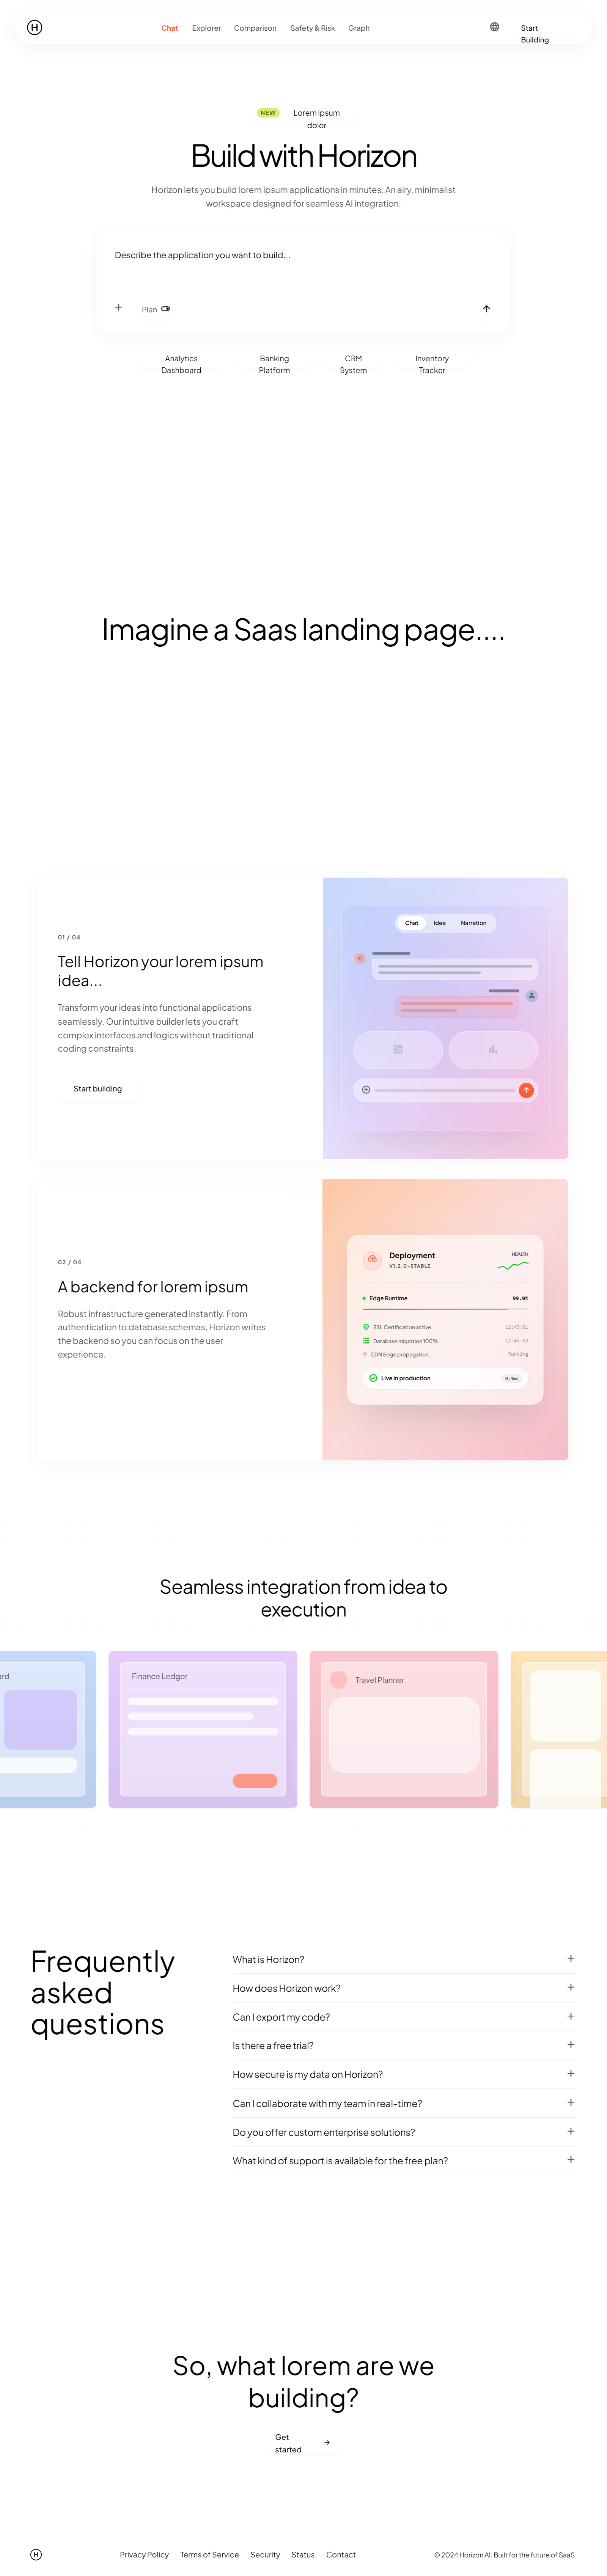 H
Chat Explorer Comparison Safety & Risk Graph
Start
Building
NEW Lorem ipsum
dolor
Build with Horizon
Horizon lets you build lorem ipsum applications in minutes. An airy, minimalist
workspace designed for seamless AI integration.
Describe the application you want to build...
Plan
Analytics
Dashboard
Banking
Platform
CRM
System
Inventory
Tracker
Imagine a Saas landing page....
01 / 04
Tell Horizon your lorem ipsum
idea...
Transform your ideas into functional applications
seamlessly. Our intuitive builder lets you craft
complex interfaces and logics without traditional
coding constraints.
Start building
Chat Idea Narration
02 / 04
A backend for lorem ipsum
Robust infrastructure generated instantly. From
authentication to database schemas, Horizon writes
the backend so you can focus on the user
experience.
Deployment
V1.2.0-STABLE
HEALTH
Edge Runtime 99.9%
SSL Certification active 12:45:01
Database migration 100% 12:45:03
CDN Edge propagation... Running
Live in production 0.4ms
Seamless integration from idea to
execution
ard
Finance Ledger
Travel Planner
Frequently
asked
questions
What is Horizon?
How does Horizon work?
Can I export my code?
Is there a free trial?
How secure is my data on Horizon?
Can I collaborate with my team in real-time?
Do you offer custom enterprise solutions?
What kind of support is available for the free plan?
So, what lorem are we
building?
Get
started
H
Privacy Policy Terms of Service Security Status Contact
© 2024 Horizon AI. Built for the future of SaaS.